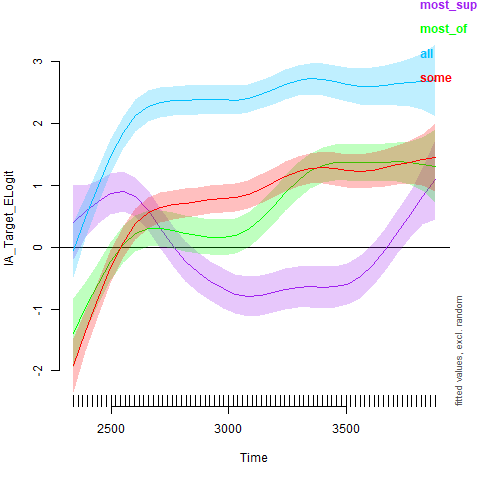 most_sup
most_of
all
some
3
2
1
0
-1
-2
IA_Target_ELogit
2500
3000
3500
Time
fitted values, excl. random